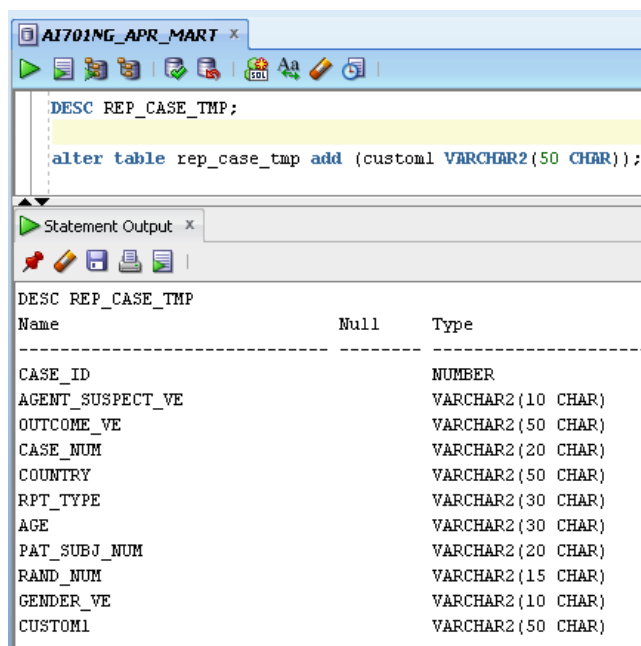 AI701NG_APR_MART x
SQL Aa
DESC REP_CASE_TMP;
alter table rep_case_tmp add (custom1 VARCHAR2(50 CHAR));
Statement Output x
DESC REP_CASE_TMP
Name Null Type
------------------------------ -------- ----------------------
CASE_ID NUMBER
AGENT_SUSPECT_VE VARCHAR2(10 CHAR)
OUTCOME_VE VARCHAR2(50 CHAR)
CASE_NUM VARCHAR2(20 CHAR)
COUNTRY VARCHAR2(50 CHAR)
RPT_TYPE VARCHAR2(30 CHAR)
AGE VARCHAR2(30 CHAR)
PAT_SUBJ_NUM VARCHAR2(20 CHAR)
RAND_NUM VARCHAR2(15 CHAR)
GENDER_VE VARCHAR2(10 CHAR)
CUSTOM1 VARCHAR2(50 CHAR)